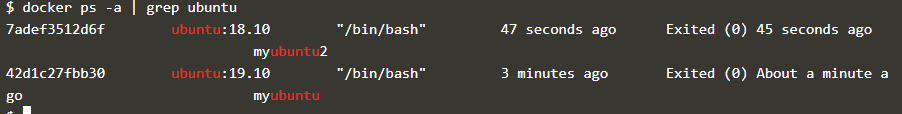 $ docker ps -a | grep ubuntu
7adef3512d6f        ubuntu:18.10        "/bin/bash"         47 seconds ago      Exited (0) 45 seconds ago
                               myubuntu2
42d1c27fbb30        ubuntu:19.10        "/bin/bash"         3 minutes ago       Exited (0) About a minute a
go                             myubuntu
$